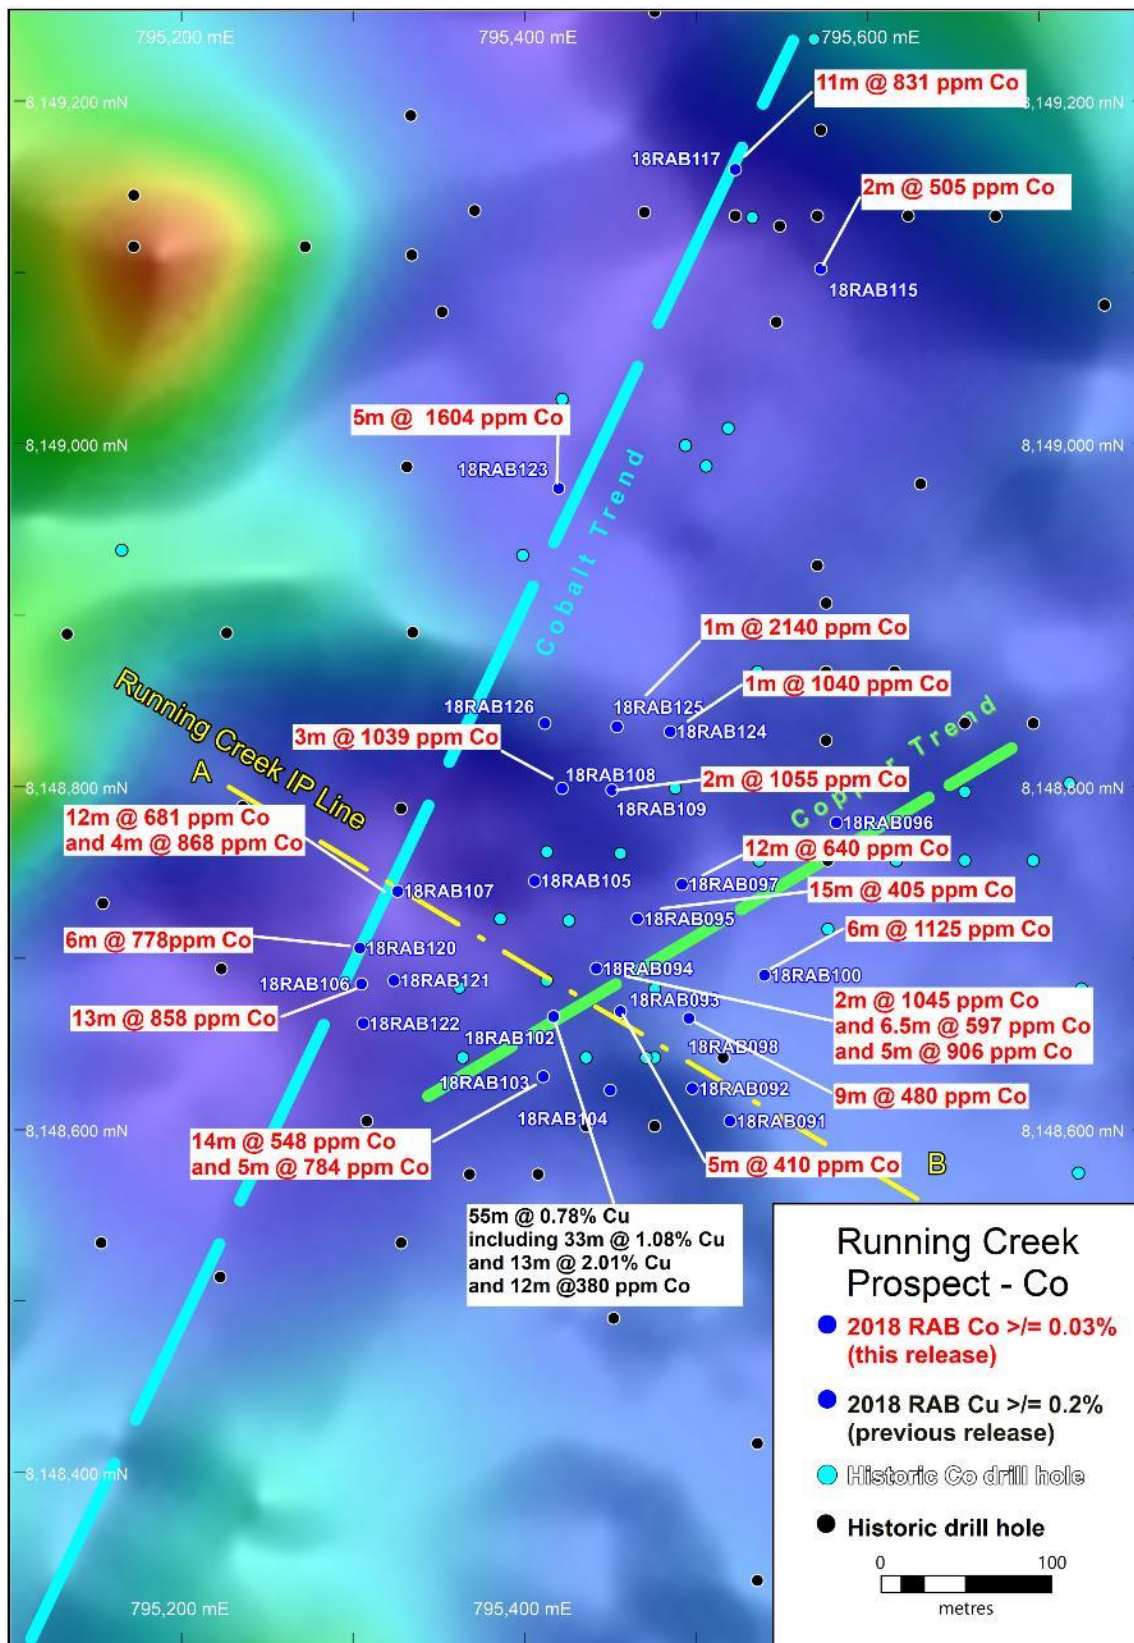 795,200 mE
795,400 mE
795,600 mE
8,149,200 mN
11m @ 831 ppm Co
8,149,200 mN
18RAB117
2m @ 505 ppm Co
18RAB115
5m @ 1604 ppm Co
8,149,000 mN
8,149,000 mN
18RAB123
Cobalt Trend
1m @ 2140 ppm Co
1m @ 1040 ppm Co
Running Creek IP Line
A
18RAB126
18RAB125
18RAB124
3m @ 1039 ppm Co
Copper Trend
18RAB108
2m @ 1055 ppm Co
8,148,800 mN
8,148,800 mN
18RAB109
12m @ 681 ppm Co
and 4m @ 868 ppm Co
18RAB096
12m @ 640 ppm Co
18RAB107
18RAB105
18RAB097
15m @ 405 ppm Co
18RAB095
6m @ 778ppm Co
18RAB120
6m @ 1125 ppm Co
18RAB094
18RAB100
18RAB106
18RAB121
18RAB093
2m @ 1045 ppm Co
and 6.5m @ 597 ppm Co
and 5m @ 906 ppm Co
13m @ 858 ppm Co
18RAB122
18RAB102
18RAB098
18RAB103
18RAB092
9m @ 480 ppm Co
18RAB104
18RAB091
8,148,600 mN
8,148,600 mN
14m @ 548 ppm Co
and 5m @ 784 ppm Co
5m @ 410 ppm Co
B
55m @ 0.78% Cu
including 33m @ 1.08% Cu
and 13m @ 2.01% Cu
and 12m @380 ppm Co
Running Creek
Prospect - Co
2018 RAB Co >/= 0.03%
(this release)
2018 RAB Cu >/= 0.2%
(previous release)
Historic Co drill hole
Historic drill hole
0
100
metres
8,148,400 mN
795,200 mE
795,400 mE